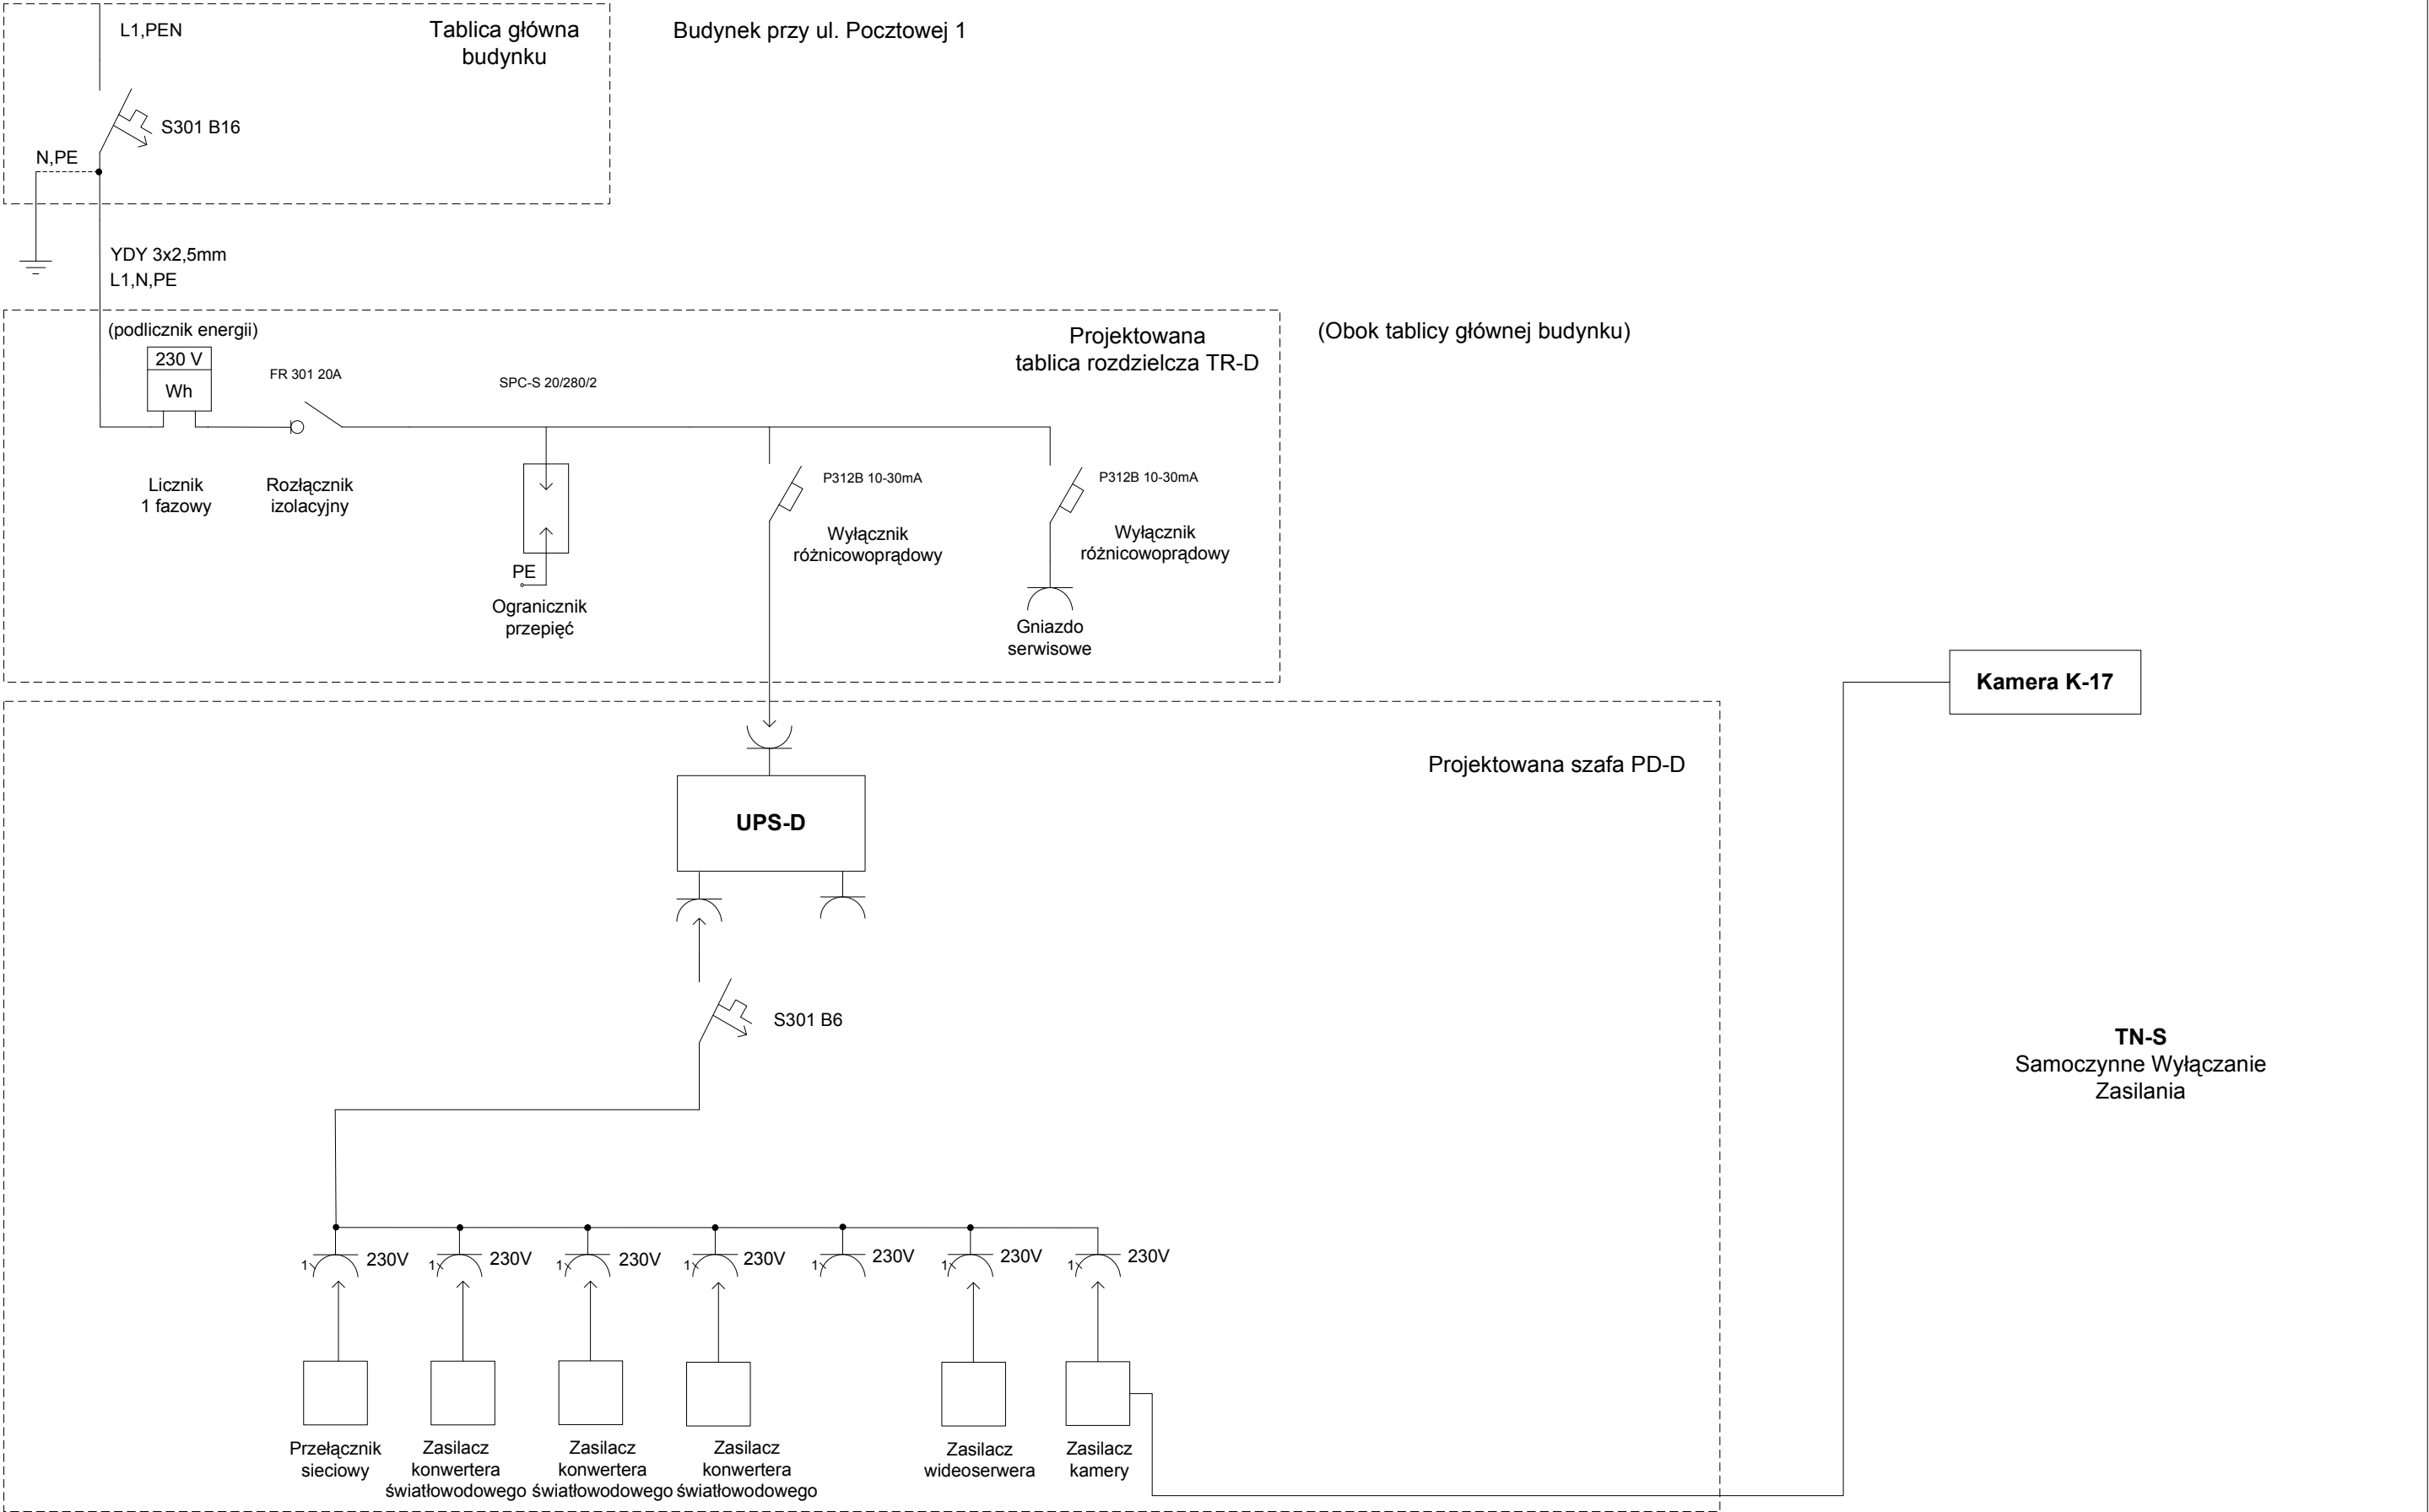 L1,PEN
Tablica główna
budynku
Budynek przy ul. Pocztowej 1
S301 B16
N,PE
YDY 3x2,5mm
L1,N,PE
(podlicznik energii)
230 V
Wh
FR 301 20A
SPC-S 20/280/2
Projektowana
tablica rozdzielcza TR-D
(Obok tablicy głównej budynku)
Licznik
1 fazowy
Rozłącznik
izolacyjny
P312B 10-30mA
P312B 10-30mA
Wyłącznik
różnicowoprądowy
Wyłącznik
różnicowoprądowy
PE
Ogranicznik
przepięć
Gniazdo
serwisowe
Kamera K-17
Projektowana szafa PD-D
UPS-D
S301 B6
TN-S
Samoczynne Wyłączanie
Zasilania
1 230V
1 230V
1 230V
1 230V
1 230V
1 230V
1 230V
Przełącznik
sieciowy
Zasilacz
konwertera
światłowodowego
Zasilacz
konwertera
światłowodowego
Zasilacz
konwertera
światłowodowego
Zasilacz
wideoserwera
Zasilacz
kamery